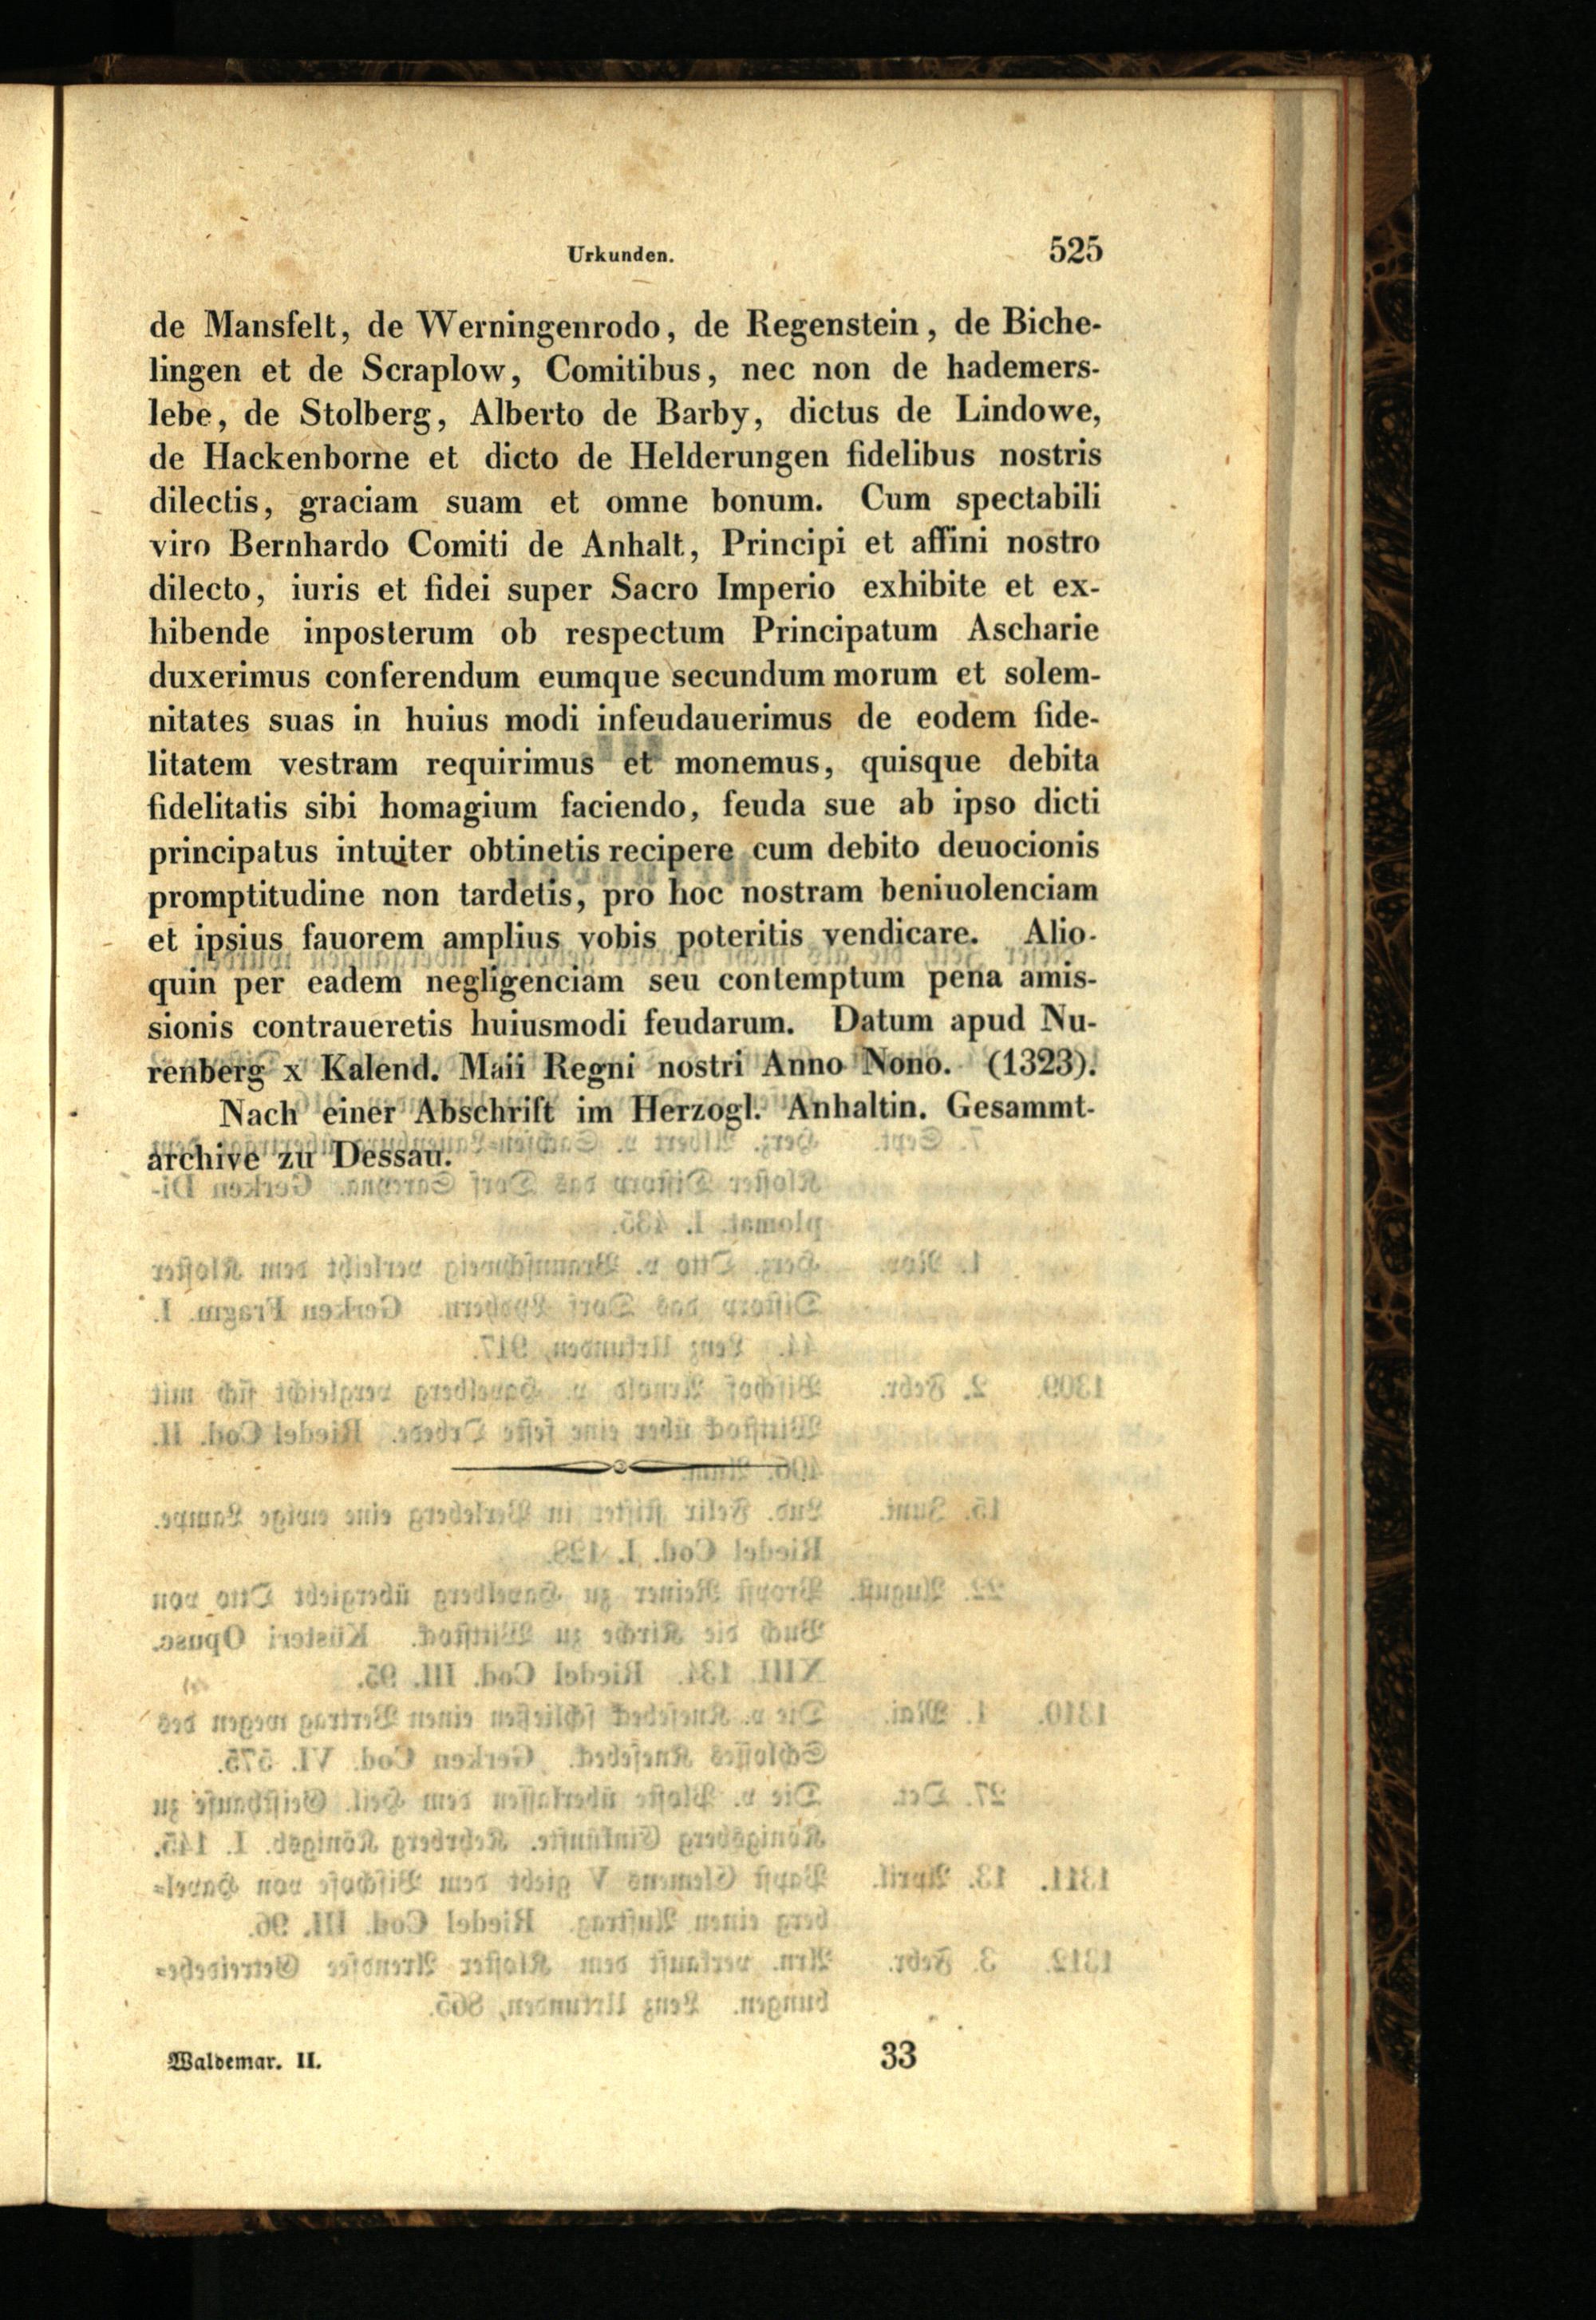 Urkunden. 525
de Mansfelt, de Werningenrodo, de Regenstein, de Biche-
lingen et de Scraplow, Comitibus, nec non de hademers-
lebe, de Stolberg, Alberto de Barby, dictus de Lindowe,
de Hackenborne et dicto de Helderungen fidelibus nostris
dilectis, graciam suam et omne bonum. Cum spectabili
viro Bernhardo Comiti de Anhalt, Principi et affini nostro
dilecto, iuris et fidei super Sacro Imperio exhibite et ex-
hibende inposterum ob respectum Principatum Ascharie
duxerimus conferendum eumque secundum morum et solem-
nitates suas in huius modi infeudauerimus de eodem fide-
litatem vestram requirimus et monemus, quisque debita
fidelitatis sibi homagium faciendo, feuda sue ab ipso dicti
principatus intuiter obtinetis recipere cum debito deuocionis
promptitudine non tardetis, pro hoc nostram beniuolenciam
et ipsius fauorem amplius vobis poteritis vendicare. Alio-
quin per eadem negligenciam seu contemptum pena amis-
sionis contraueretis huiusmodi feudarum. Datum apud Nu-
renberg x Kalend. Maii Regni nostri Anno Nono. (1323).
Nach einer Abschrift im Herzogl. Anhaltin. Gesammt-
archive zu Dessau.
Waldemar. II. 33